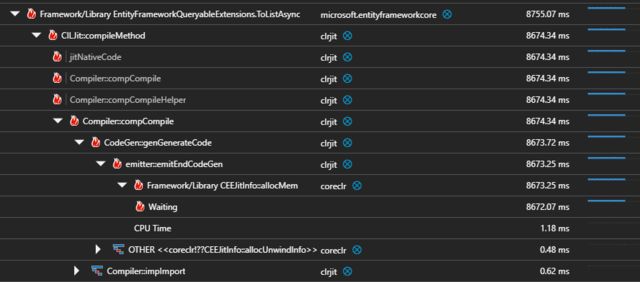 Framework/Library EntityFrameworkQueryableExtensions.ToListAsync microsoft.entityframeworkcore 8755.07 ms
CILJit::compileMethod clrjit 8674.34 ms
jitNativeCode clrjit 8674.34 ms
Compiler::compCompile clrjit 8674.34 ms
Compiler::compCompileHelper clrjit 8674.34 ms
Compiler::compCompile clrjit 8674.34 ms
CodeGen::genGenerateCode clrjit 8673.72 ms
emitter::emitEndCodeGen clrjit 8673.25 ms
Framework/Library CEEJitInfo::allocMem coreclr 8673.25 ms
Waiting 8672.07 ms
CPU Time 1.18 ms
OTHER <<coreclr!??CEEJitInfo::allocUnwindInfo>> coreclr 0.48 ms
Compiler::impImport clrjit 0.62 ms